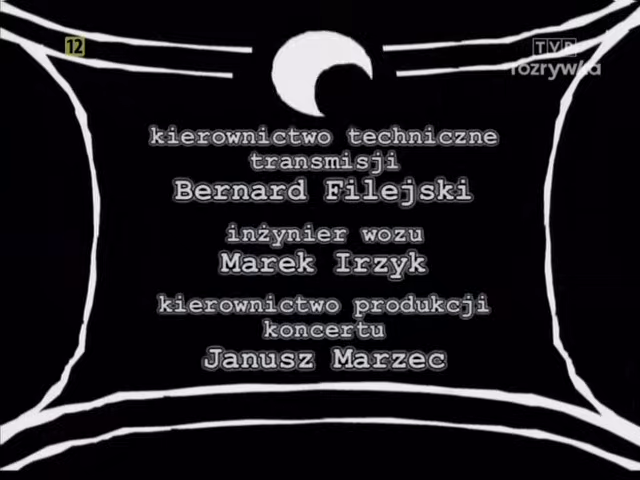 12
TVP
rozrywka
kierownictwo techniczne
transmisji
Bernard Filejski
inżynier wozu
Marek Irzyk
kierownictwo produkcji
koncertu
Janusz Marzec